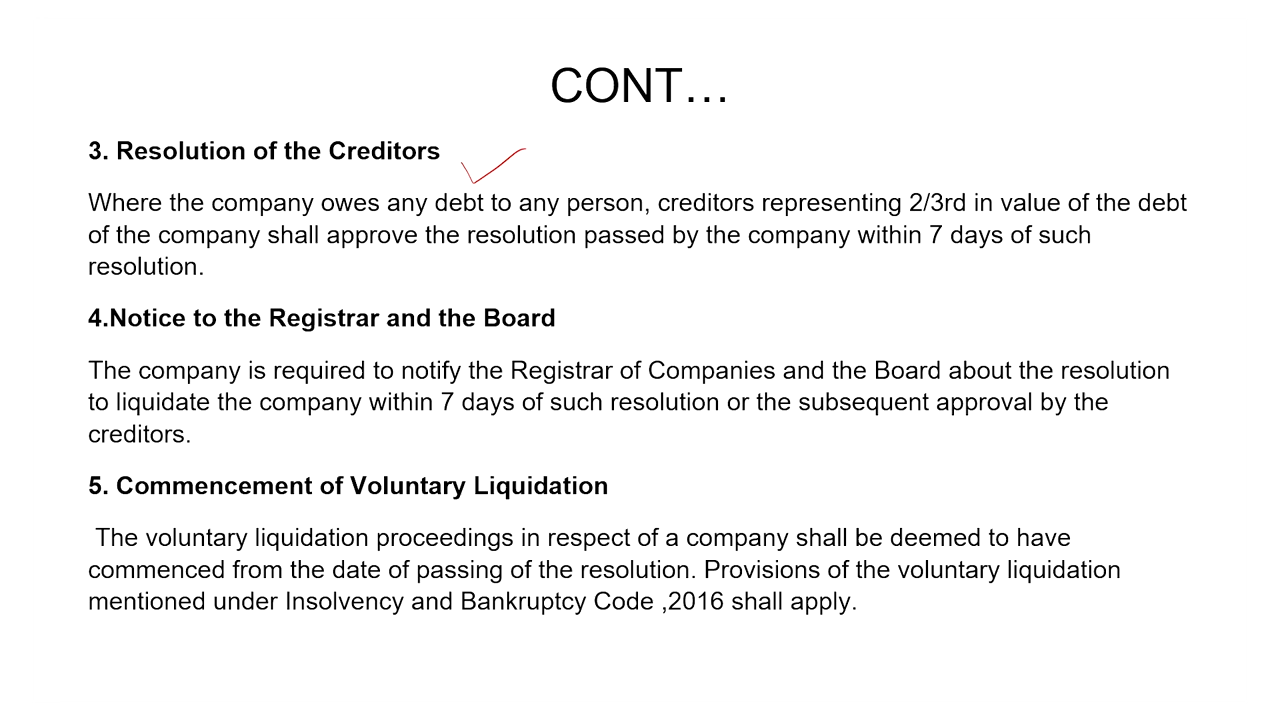 CONT…
3. Resolution of the Creditors
Where the company owes any debt to any person, creditors representing 2/3rd in value of the debt
of the company shall approve the resolution passed by the company within 7 days of such
resolution.
4.Notice to the Registrar and the Board
The company is required to notify the Registrar of Companies and the Board about the resolution
to liquidate the company within 7 days of such resolution or the subsequent approval by the
creditors.
5. Commencement of Voluntary Liquidation
The voluntary liquidation proceedings in respect of a company shall be deemed to have
commenced from the date of passing of the resolution. Provisions of the voluntary liquidation
mentioned under Insolvency and Bankruptcy Code ,2016 shall apply.